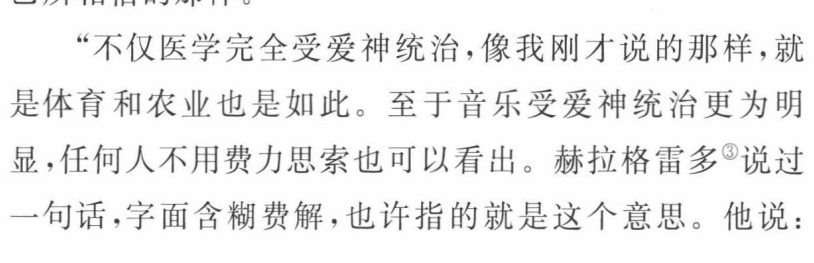 “不仅医学完全受爱神统治，像我刚才说的那样，就
是体育和农业也是如此。至于音乐受爱神统治更为明
显，任何人不用费力思索也可以看出。赫拉格雷多③说过
一句话，字面含糊费解，也许指的就是这个意思。他说：